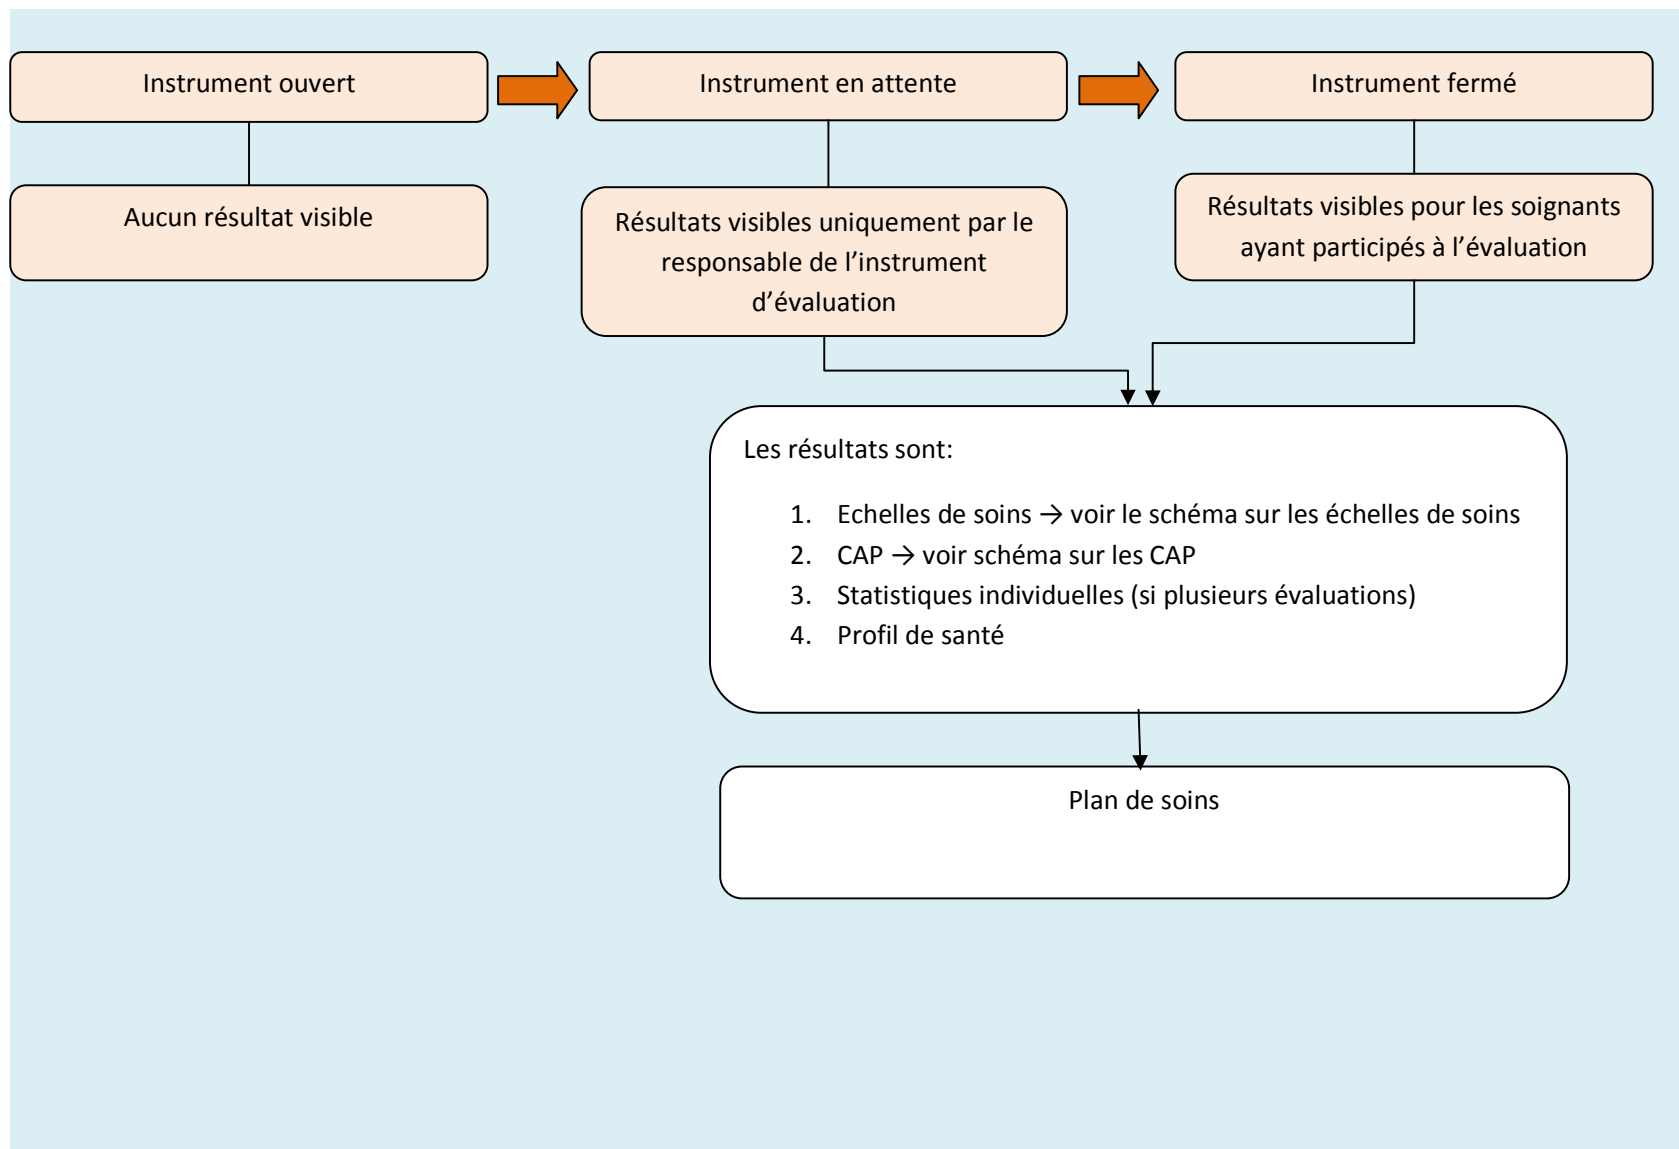 Instrument ouvert
Instrument en attente
Instrument fermé
Aucun résultat visible
Résultats visibles uniquement par le
responsable de l’instrument
d’évaluation
Résultats visibles pour les soignants
ayant participés à l’évaluation
Les résultats sont:
1. Echelles de soins → voir le schéma sur les échelles de soins
2. CAP → voir schéma sur les CAP
3. Statistiques individuelles (si plusieurs évaluations)
4. Profil de santé
Plan de soins